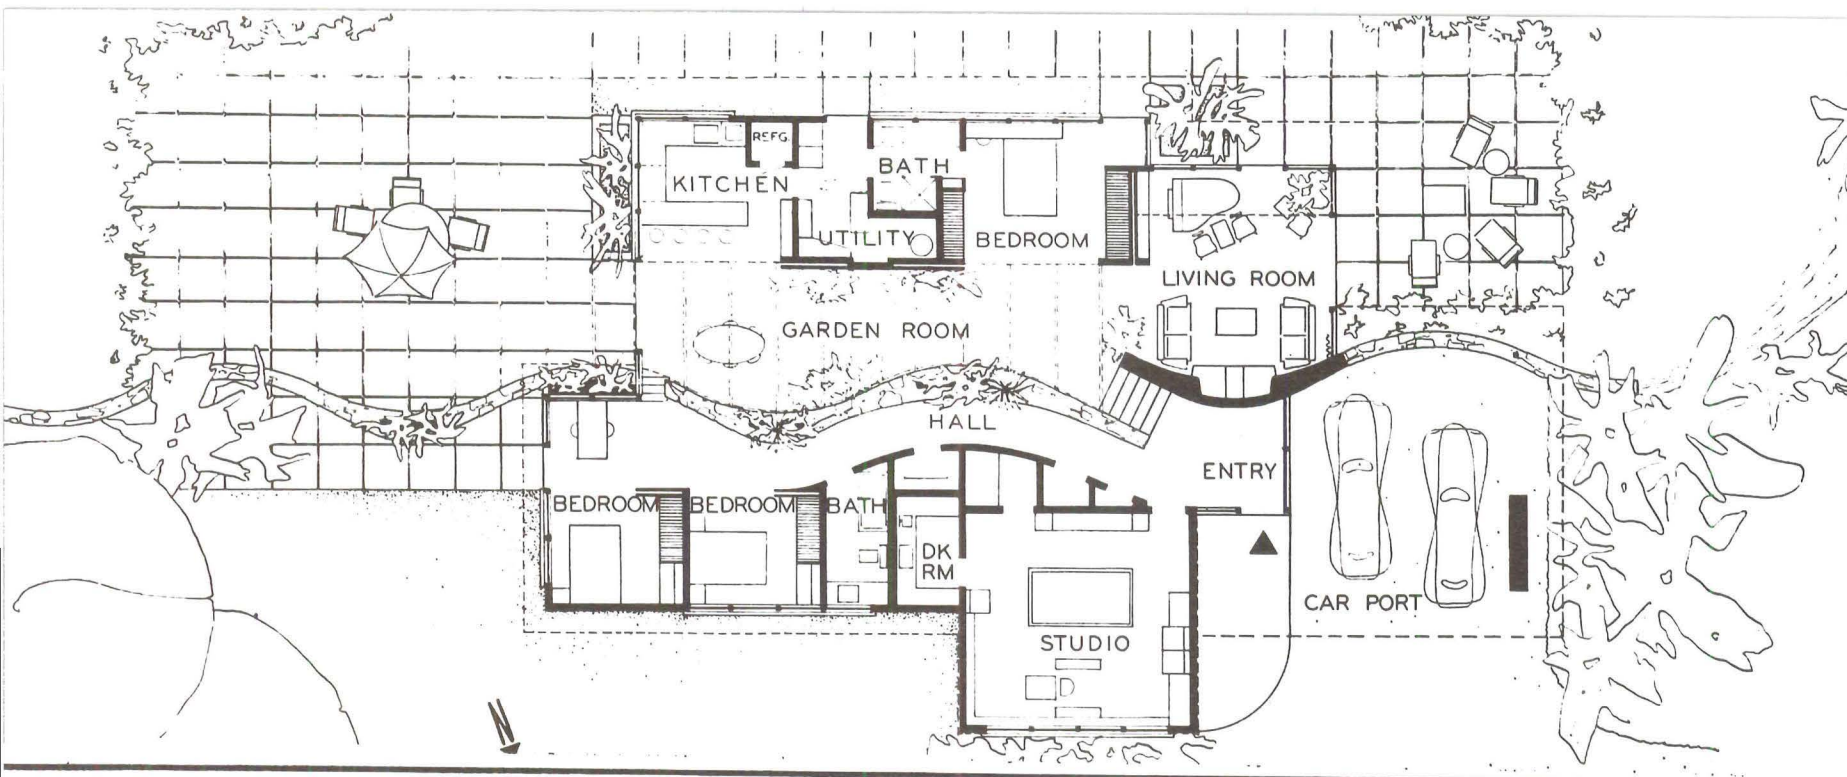 REFG.
KITCHEN
BATH
UTILITY
BEDROOM
LIVING ROOM
GARDEN ROOM
HALL
ENTRY
BEDROOM
BEDROOM
BATH
DK
RM
CAR PORT
STUDIO
N